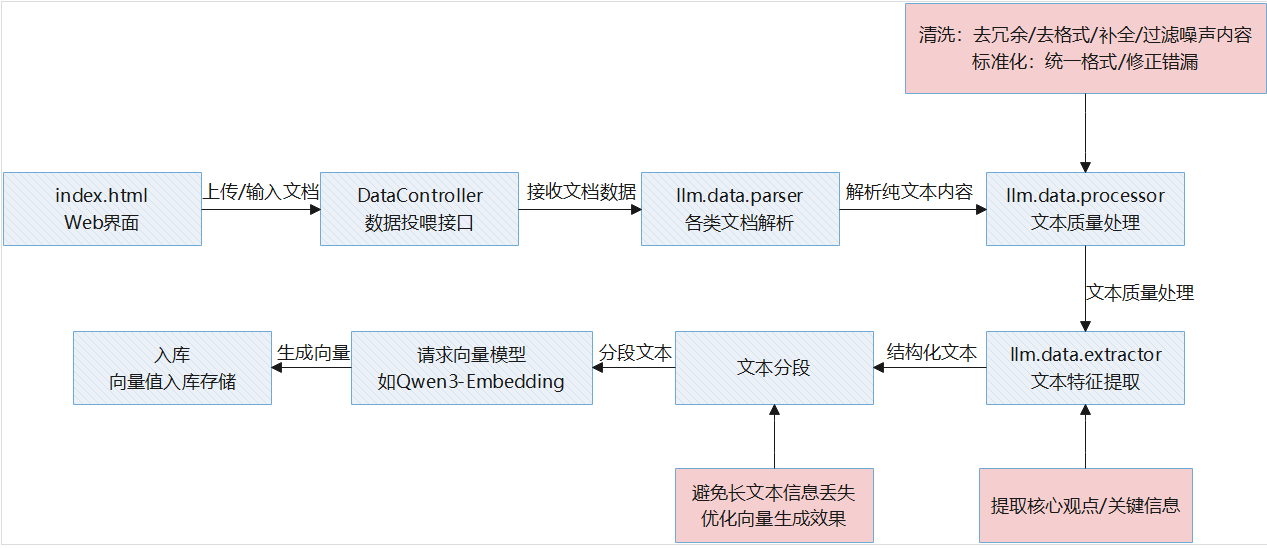 清洗：去冗余/去格式/补全/过滤噪声内容
标准化：统一格式/修正错漏
index.html
Web界面
上传/输入文档
DataController
数据投喂接口
接收文档数据
llm.data.parser
各类文档解析
解析纯文本内容
llm.data.processor
文本质量处理
文本质量处理
llm.data.extractor
文本特征提取
结构化文本
文本分段
分段文本
请求向量模型
如Qwen3-Embedding
生成向量
入库
向量值入库存储
避免长文本信息丢失
优化向量生成效果
提取核心观点/关键信息